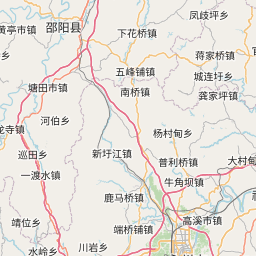 凤歧坪乡
黄亭市镇
邵阳县
下花桥镇
蒋家桥镇
五峰铺镇
城连圩乡
塘田市镇
南桥镇
龚家坪镇
河伯乡
龙寺镇
杨村甸乡
巡田乡
新圩江镇
普利桥镇
大村甸
一渡水镇
牛角坝镇
鹿马桥镇
高溪市镇
靖位乡
端桥铺镇
川岩乡
水岭乡